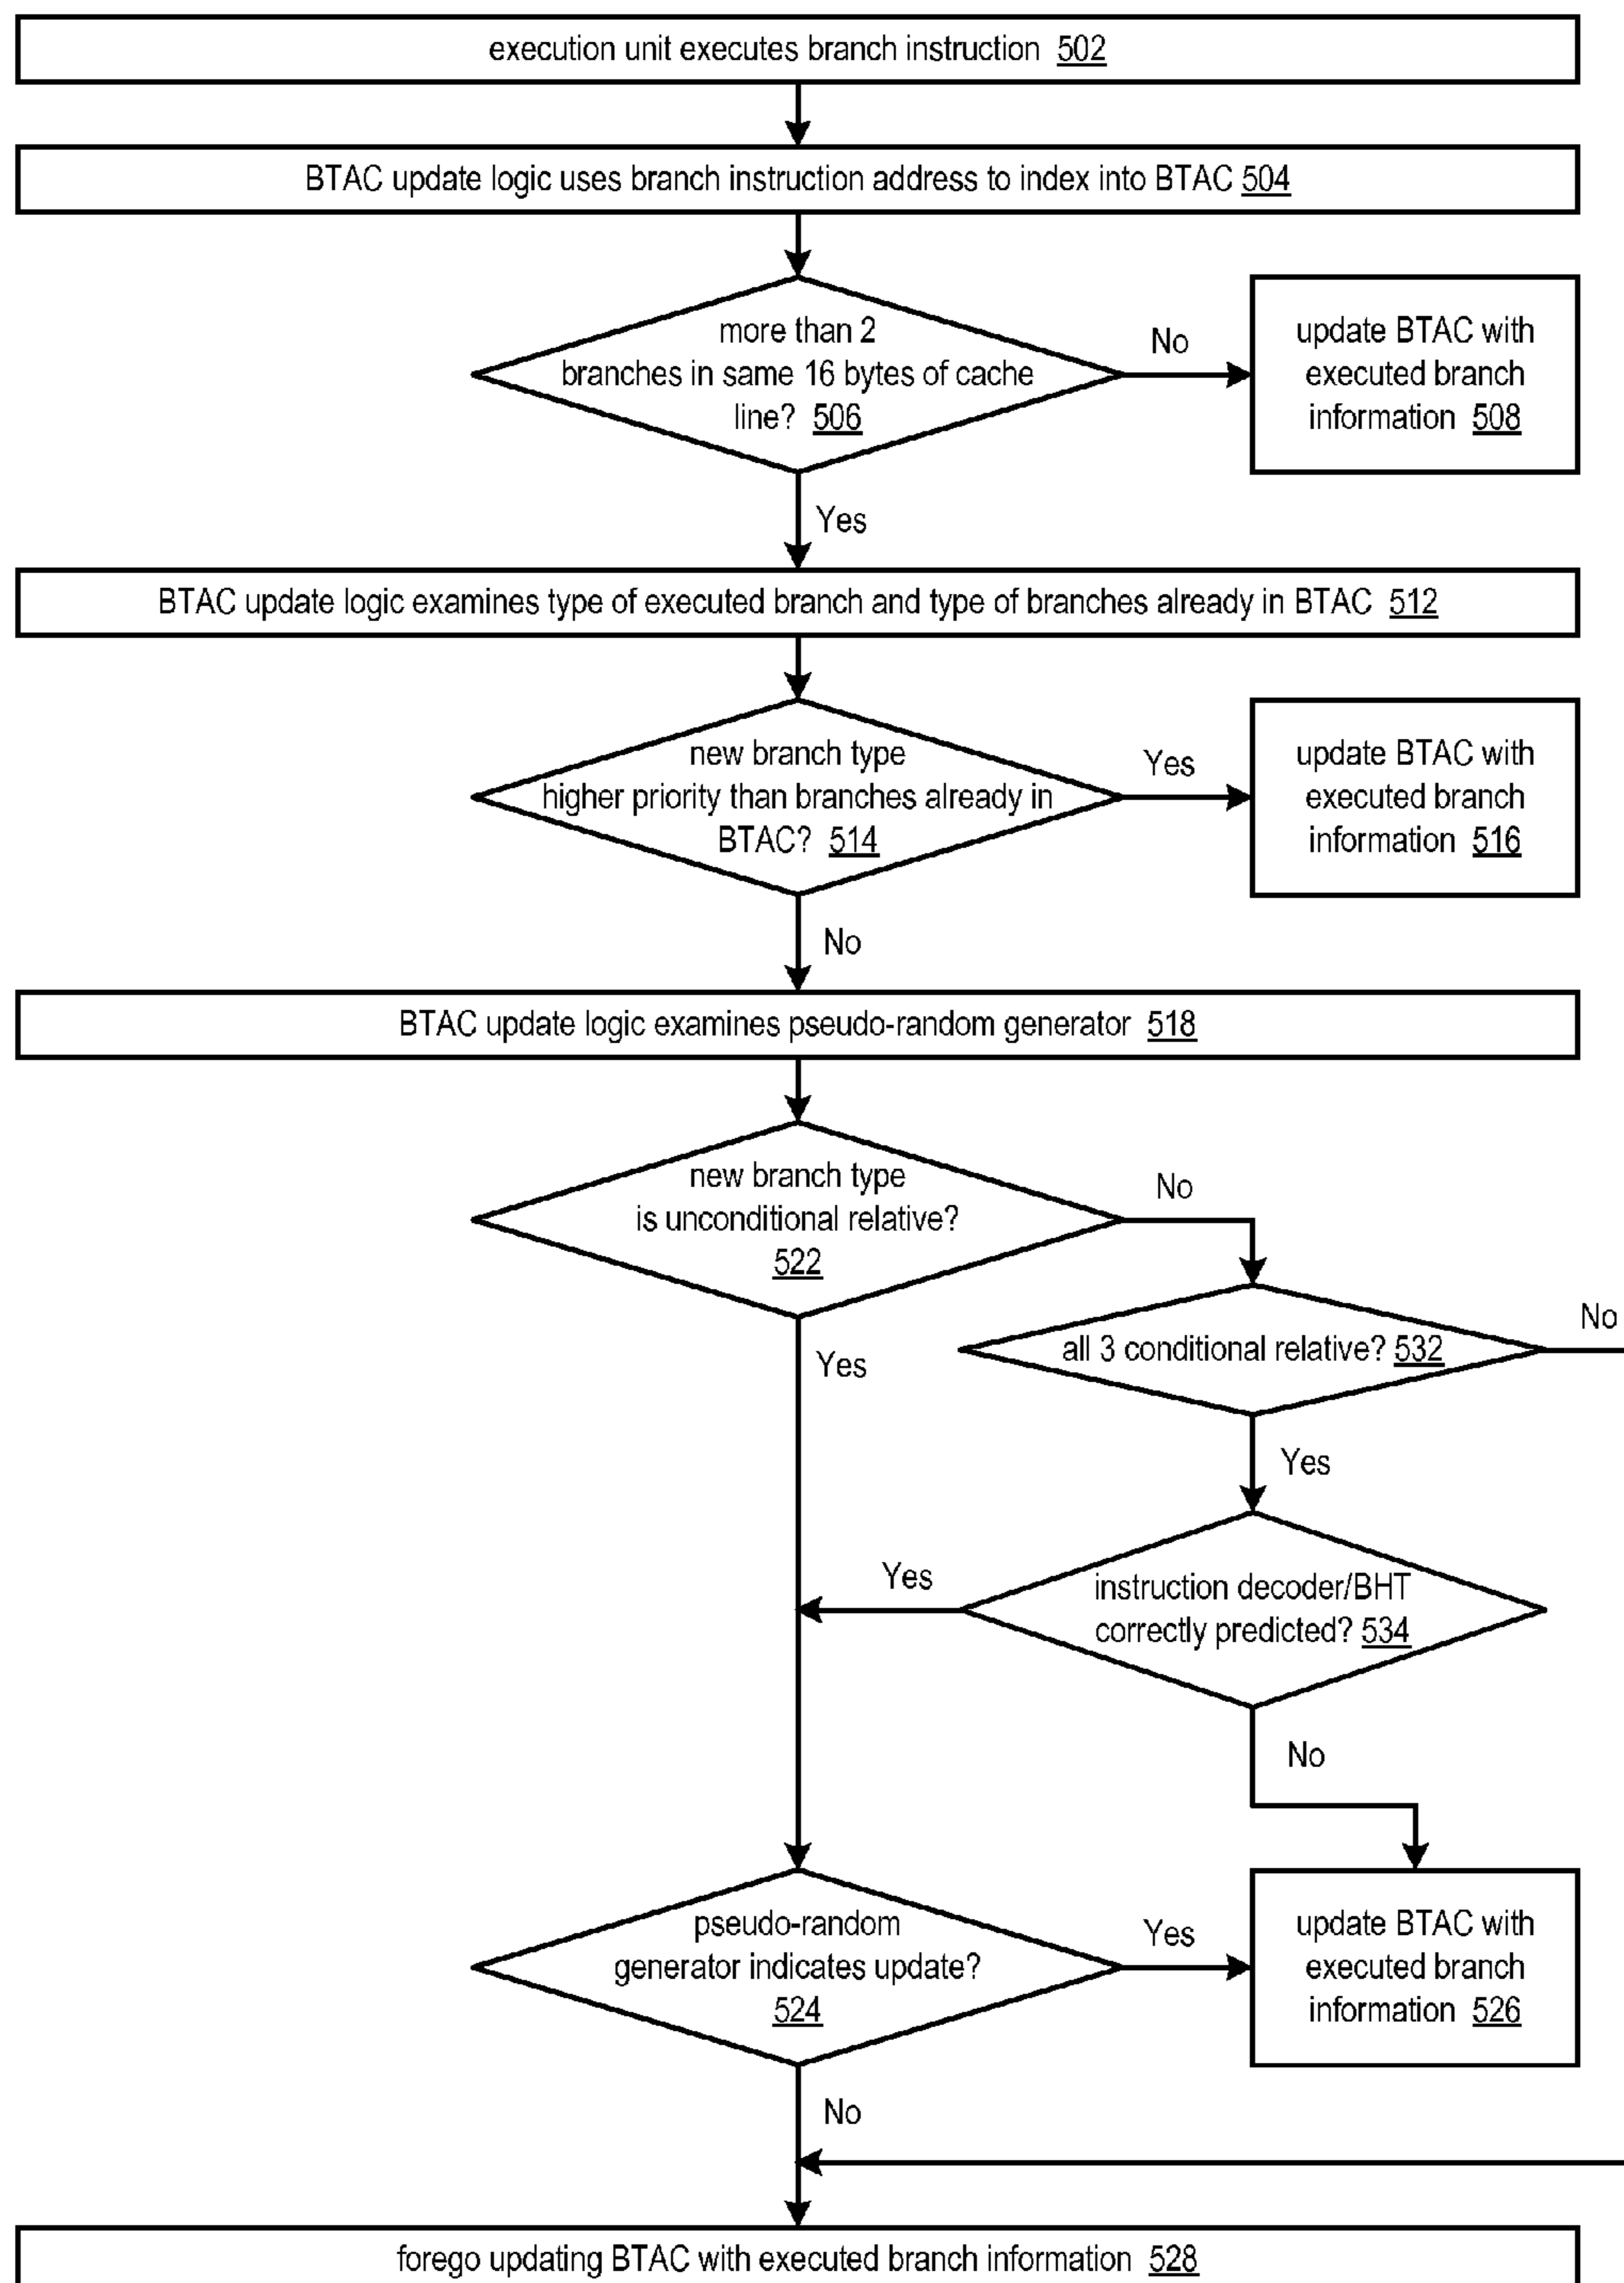 execution unit executes branch instruction 502
BTAC update logic uses branch instruction address to index into BTAC 504
more than 2
branches in same 16 bytes of cache
line? 506
No
update BTAC with
executed branch
information 508
Yes
BTAC update logic examines type of executed branch and type of branches already in BTAC 512
new branch type
higher priority than branches already in
BTAC? 514
Yes
update BTAC with
executed branch
information 516
No
BTAC update logic examines pseudo-random generator 518
new branch type
is unconditional relative?
522
No
No
all 3 conditional relative? 532
Yes
Yes
instruction decoder/BHT
correctly predicted? 534
Yes
No
pseudo-random
generator indicates update?
524
Yes
update BTAC with
executed branch
information 526
No
forego updating BTAC with executed branch information 528